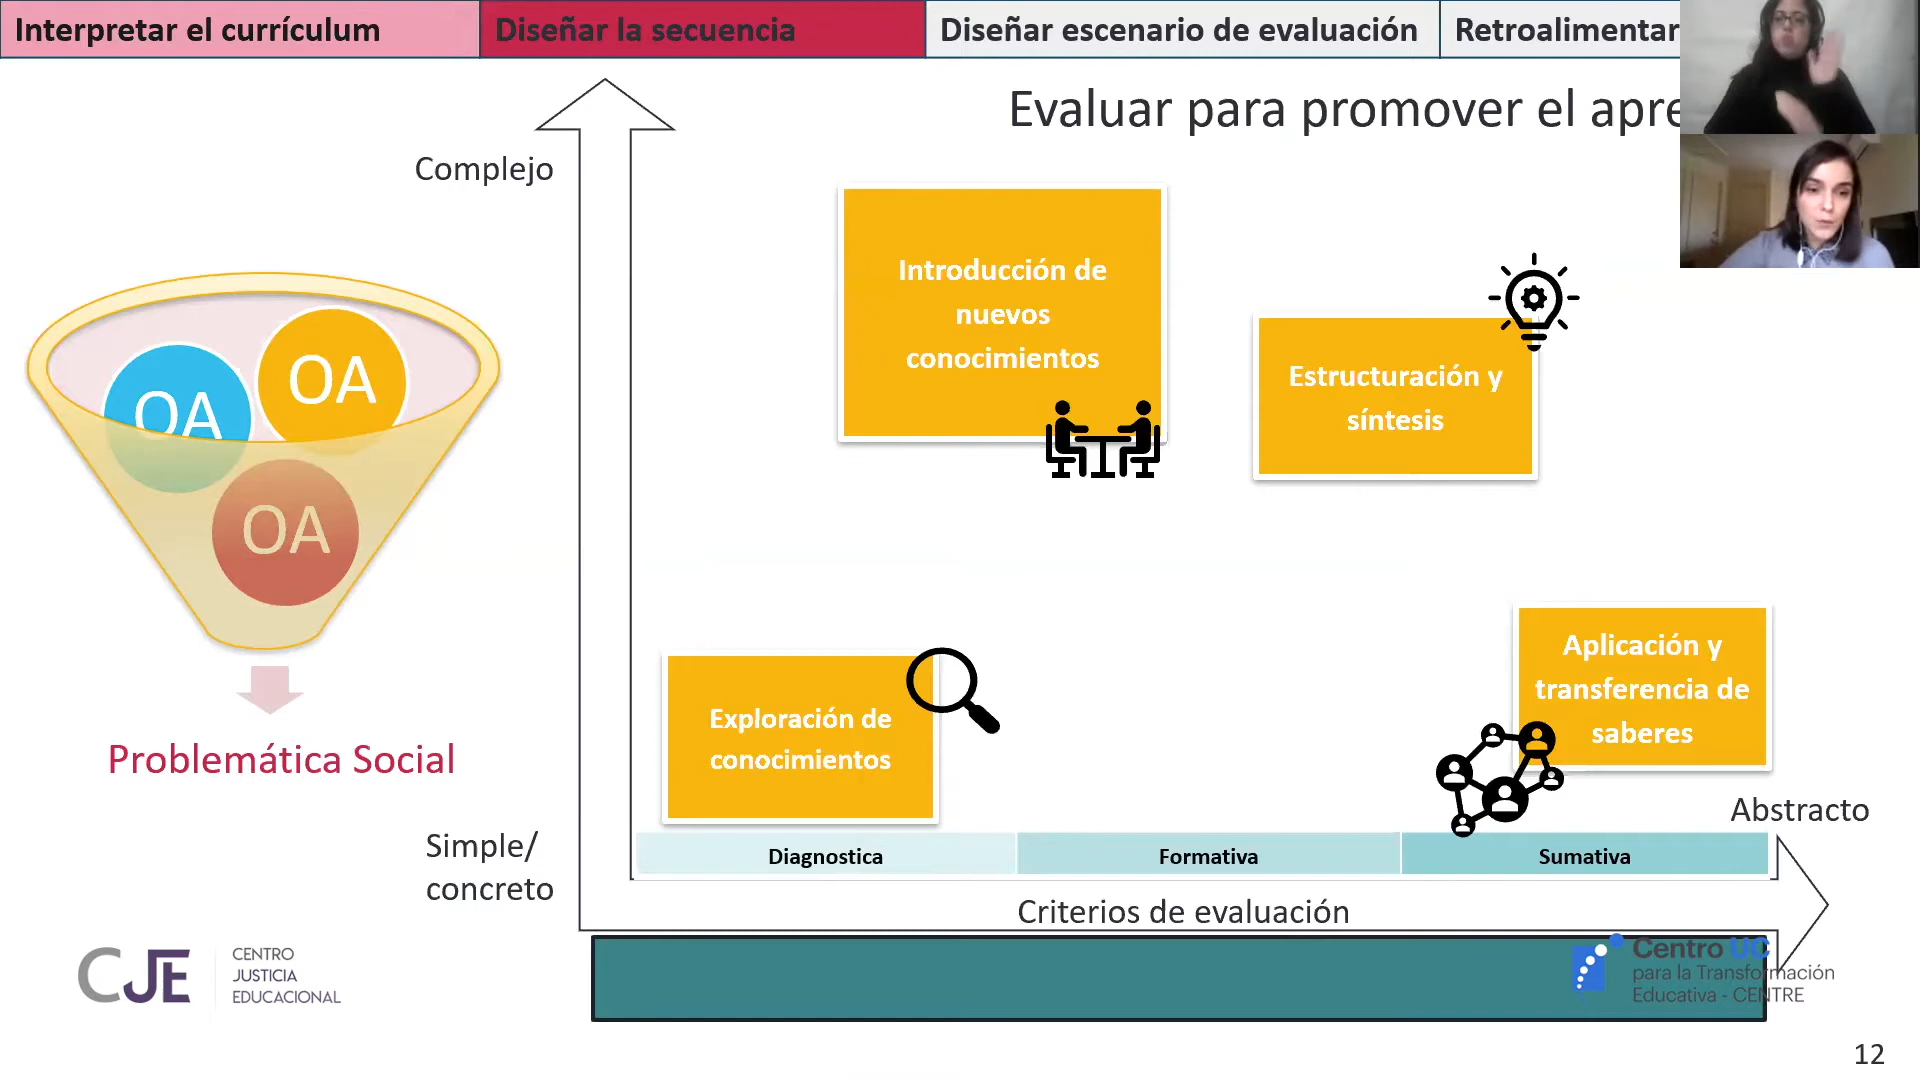 Interpretar el currículum
Diseñar la secuencia
Diseñar escenario de evaluación
Retroalimentar
Evaluar para promover el apre
Complejo
Introducción de
nuevos
conocimientos
Estructuración y
síntesis
OA
OA
OA
Problemática Social
Exploración de
conocimientos
Aplicación y
transferencia de
saberes
Abstracto
Simple/
concreto
Diagnostica
Formativa
Sumativa
Criterios de evaluación
CJE
CENTRO
JUSTICIA
EDUCACIONAL
Centro UC
para la Transformación
Educativa - CENTRE
12